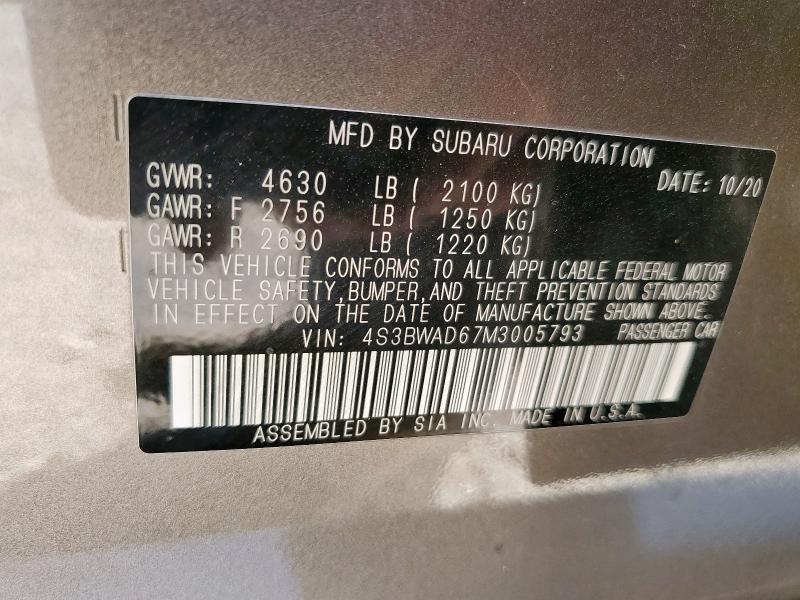 MFD BY SUBARU CORPORATION
GVWR: 4630 LB ( 2100 KG) DATE: 10/20
GAWR: F 2756 LB ( 1250 KG)
GAWR: R 2690 LB ( 1220 KG)
THIS VEHICLE CONFORMS TO ALL APPLICABLE FEDERAL MOTOR
VEHICLE SAFETY,BUMPER,AND THEFT PREVENTION STANDARDS
IN EFFECT ON THE DATE OF MANUFACTURE SHOWN ABOVE.
VIN: 4S3BWAD67M3005793 PASSENGER CAR
ASSEMBLED BY SIA INC. MADE IN U.S.A.